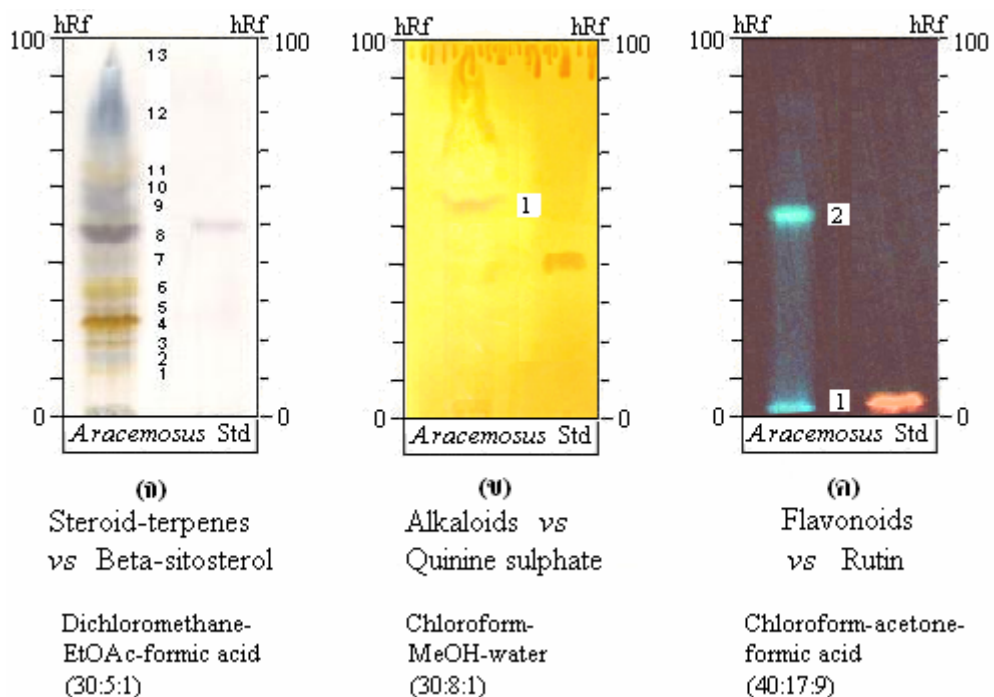 hRf hRf
100 100
13
12
11
10
9
8
7
6
5
4
3
2
1
0 0
Aracemosus Std
(ก)
Steroid-terpenes
vs Beta-sitosterol
Dichloromethane-
EtOAc-formic acid
(30:5:1)
hRf hRf
100 100
1
0 0
Aracemosus Std
(ข)
Alkaloids vs
Quinine sulphate
Chloroform-
MeOH-water
(30:8:1)
hRf hRf
100 100
2
1
0 0
Aracemosus Std
(ค)
Flavonoids
vs Rutin
Chloroform-acetone-
formic acid
(40:17:9)